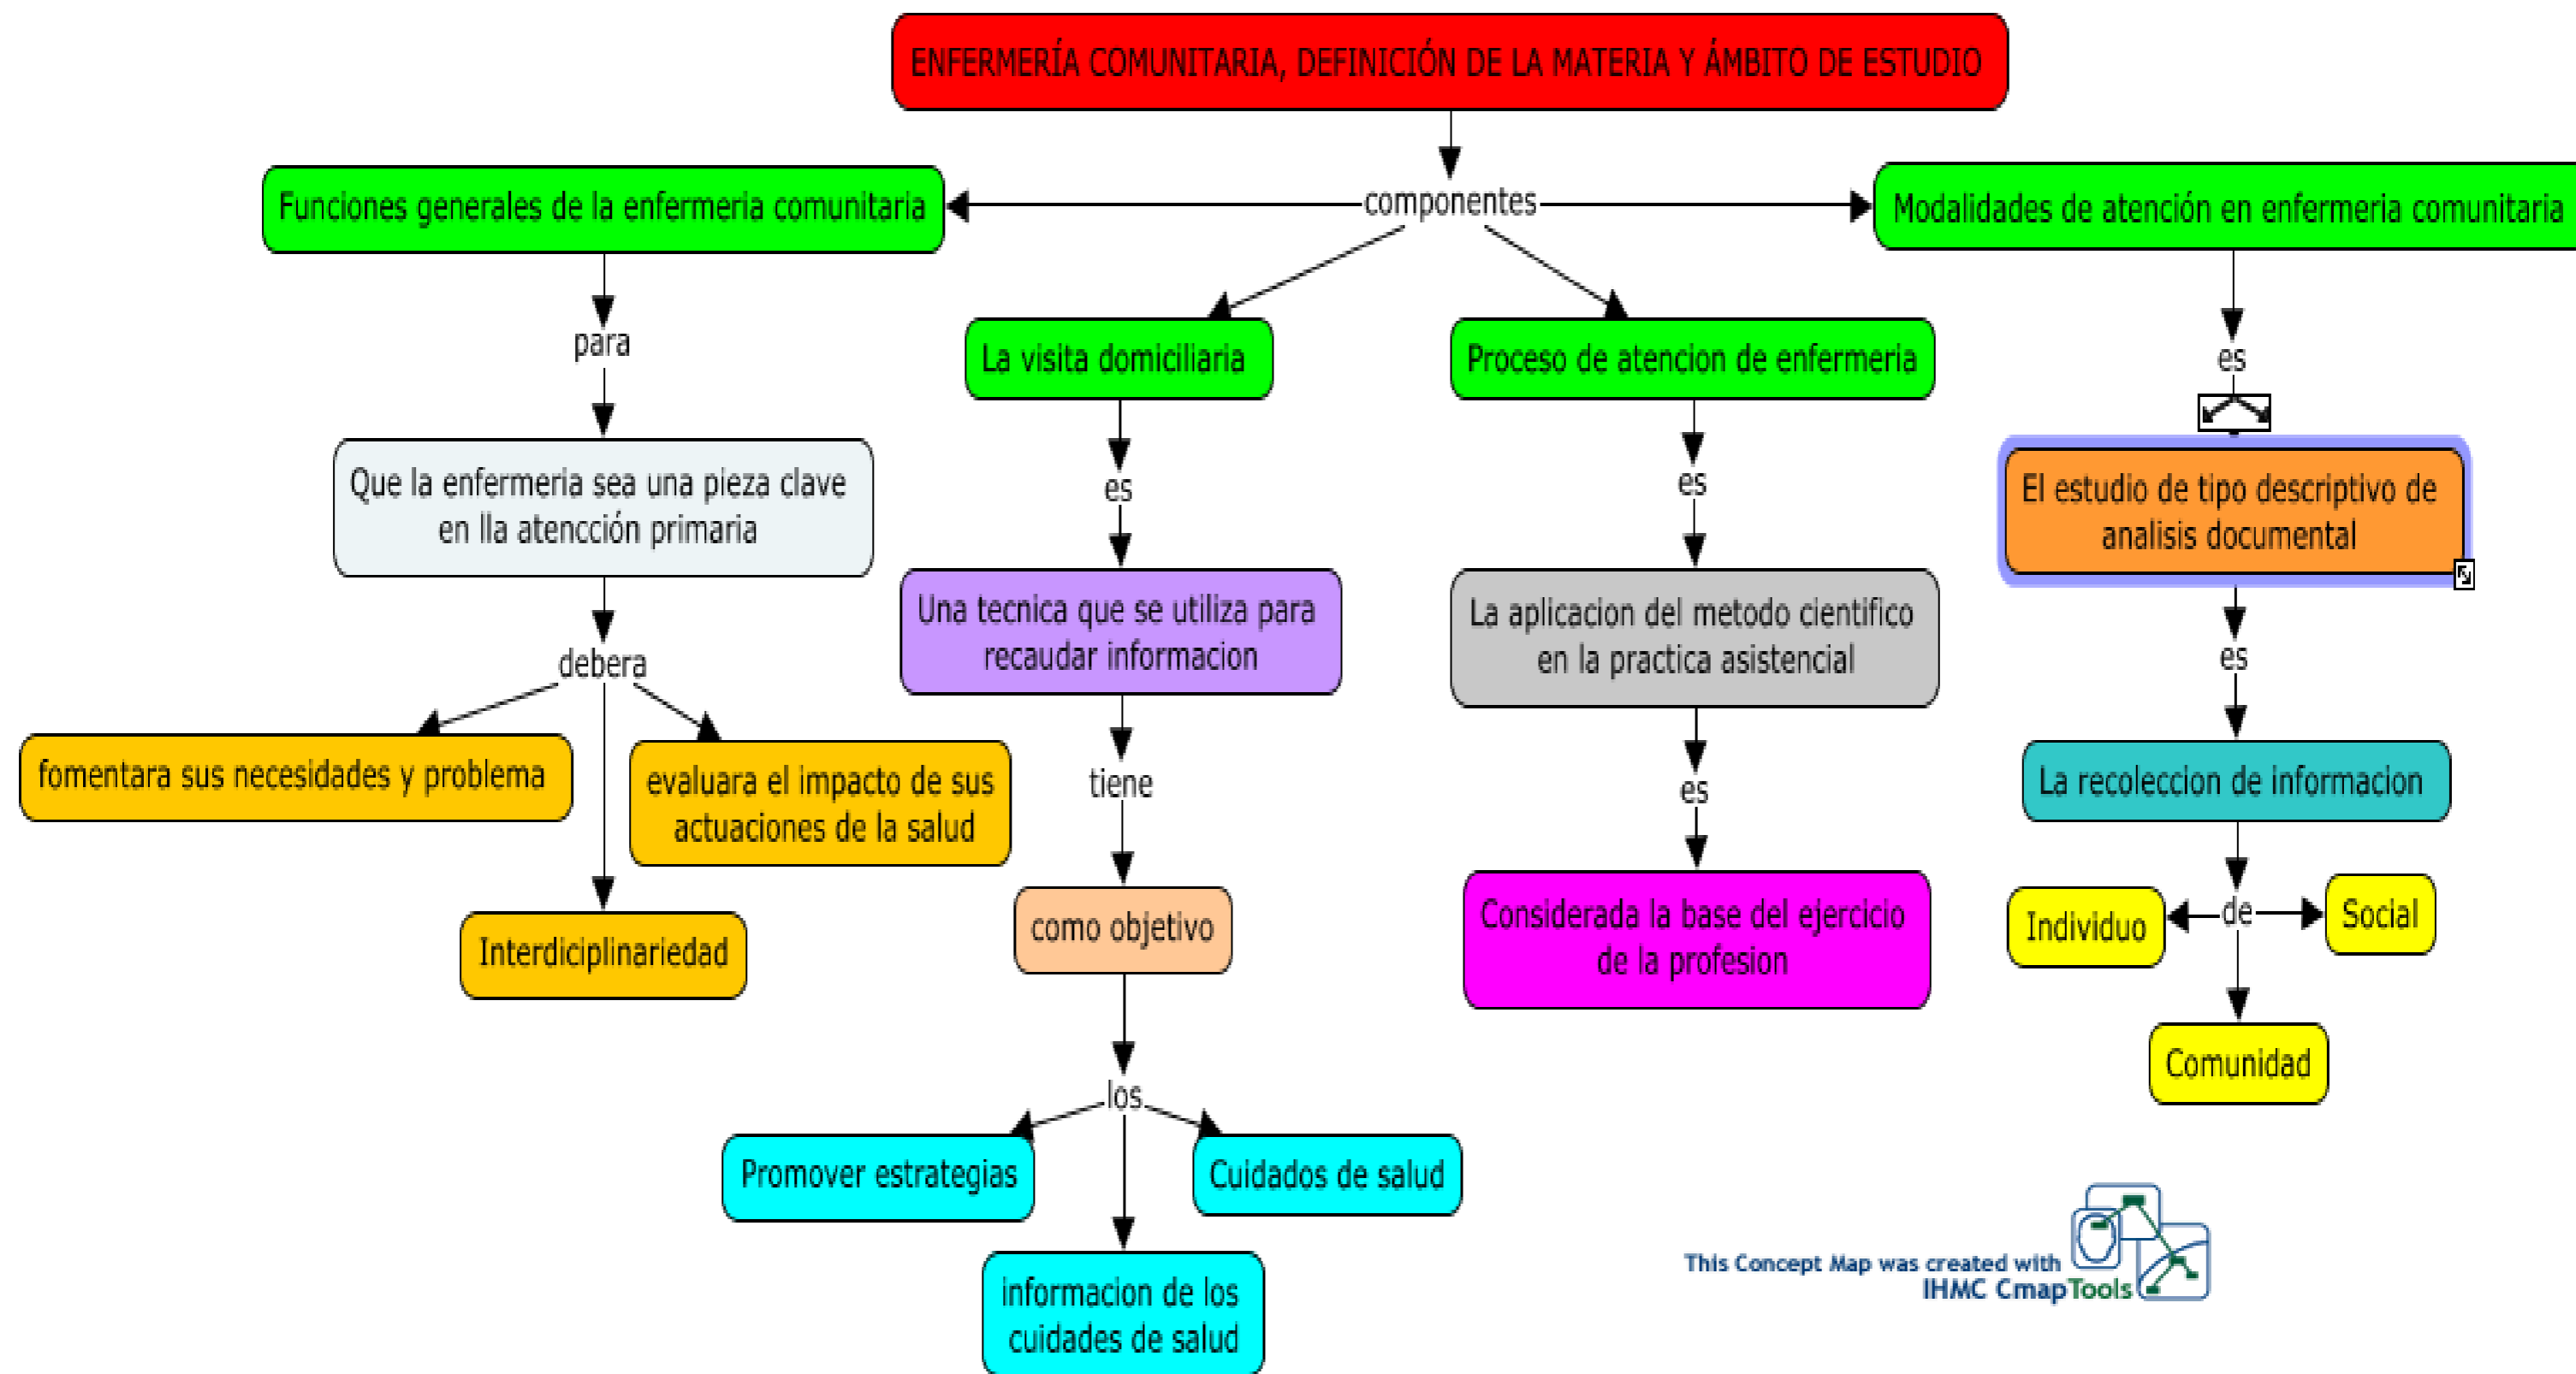 ENFERMERÍA COMUNITARIA, DEFINICIÓN DE LA MATERIA Y ÁMBITO DE ESTUDIO
Funciones generales de la enfermeria comunitaria
componentes
Modalidades de atención en enfermeria comunitaria
para
La visita domiciliaria
Proceso de atencion de enfermeria
es
Que la enfermeria sea una pieza clave
en lla atencción primaria
es
es
El estudio de tipo descriptivo de
analisis documental
debera
Una tecnica que se utiliza para
recaudar informacion
La aplicacion del metodo cientifico
en la practica asistencial
es
fomentara sus necesidades y problema
evaluara el impacto de sus
actuaciones de la salud
tiene
es
La recoleccion de informacion
Interdiciplinariedad
como objetivo
Considerada la base del ejercicio
de la profesion
Individuo
de
Social
Comunidad
los
Promover estrategias
Cuidados de salud
informacion de los
cuidades de salud
This Concept Map was created with
IHMC CmapTools